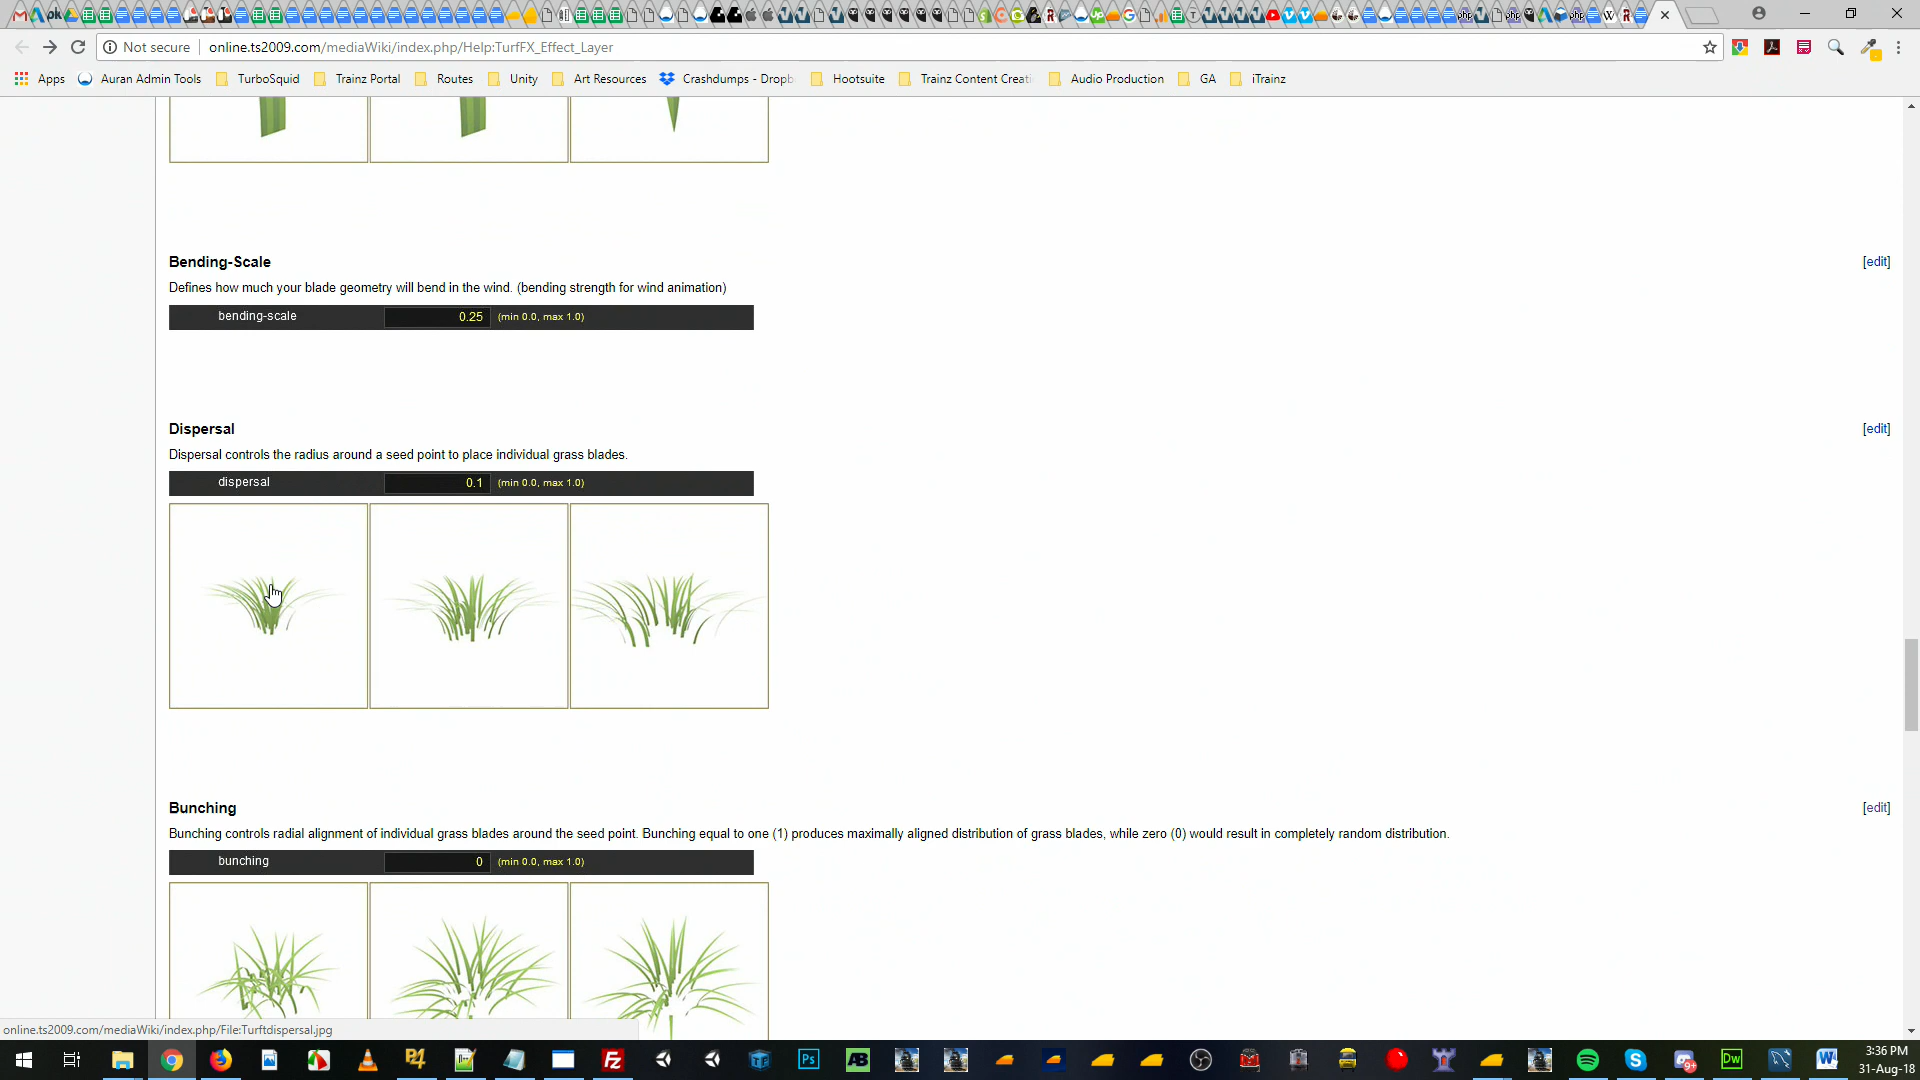 Not secure
online.ts2009.com/mediaWiki/index.php/Help:TurfFX_Effect_Layer
Apps
Auran Admin Tools
TurboSquid
Trainz Portal
Routes
Unity
Art Resources
Crashdumps - Dropb
Hootsuite
Trainz Content Creati
Audio Production
GA
iTrainz
Bending-Scale
[edit]
Defines how much your blade geometry will bend in the wind. (bending strength for wind animation)
bending-scale 0.25 (min 0.0, max 1.0)
Dispersal
[edit]
Dispersal controls the radius around a seed point to place individual grass blades.
dispersal 0.1 (min 0.0, max 1.0)
Bunching
[edit]
Bunching controls radial alignment of individual grass blades around the seed point. Bunching equal to one (1) produces maximally aligned distribution of grass blades, while zero (0) would result in completely random distribution.
bunching 0 (min 0.0, max 1.0)
online.ts2009.com/mediaWiki/index.php/File:Turftdispersal.jpg
3:36 PM
31-Aug-18